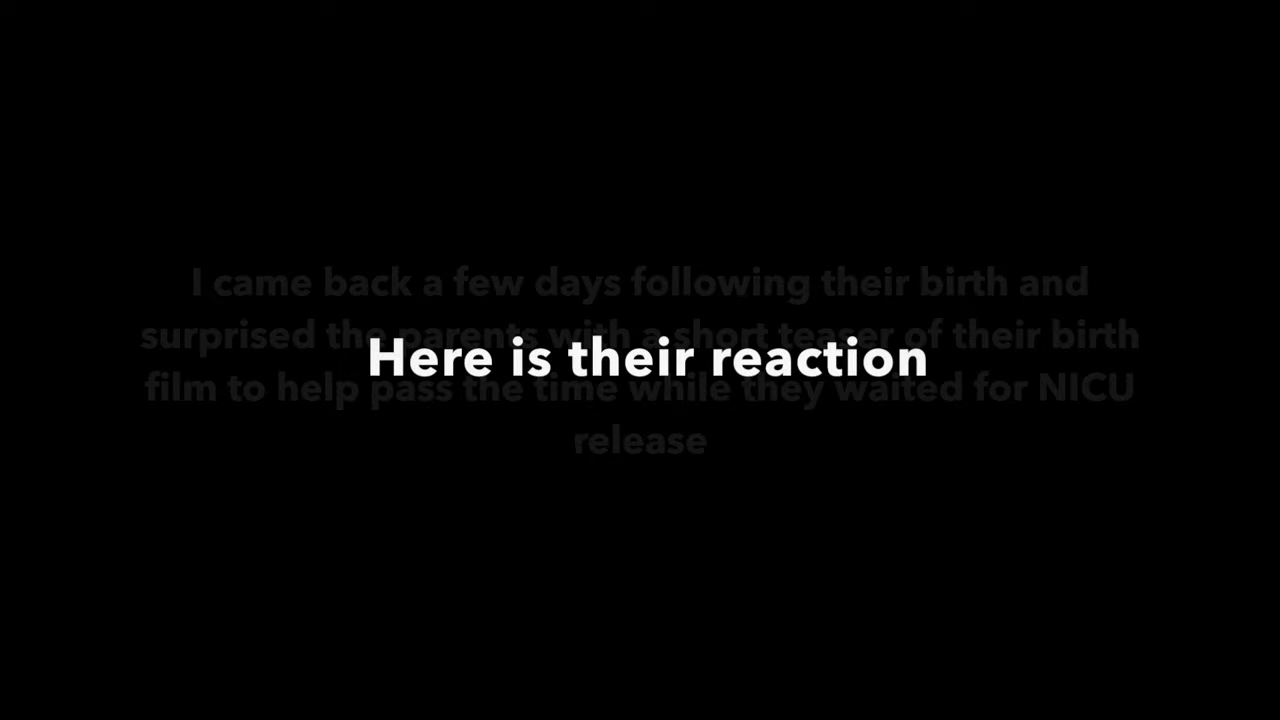 I came back a few days following their birth and
surprised the parents with a short teaser of their birth
Here is their reaction
film to help pass the time while they waited for NICU
release